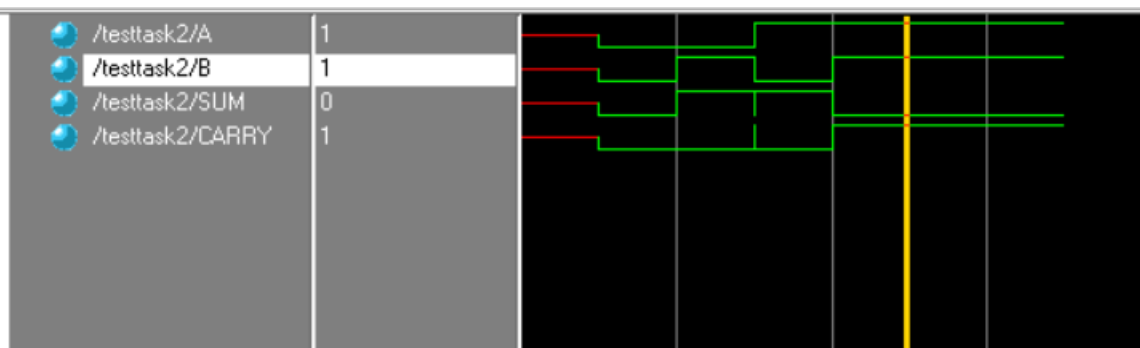 /testtask2/A 1
/testtask2/B 1
/testtask2/SUM 0
/testtask2/CARRY 1